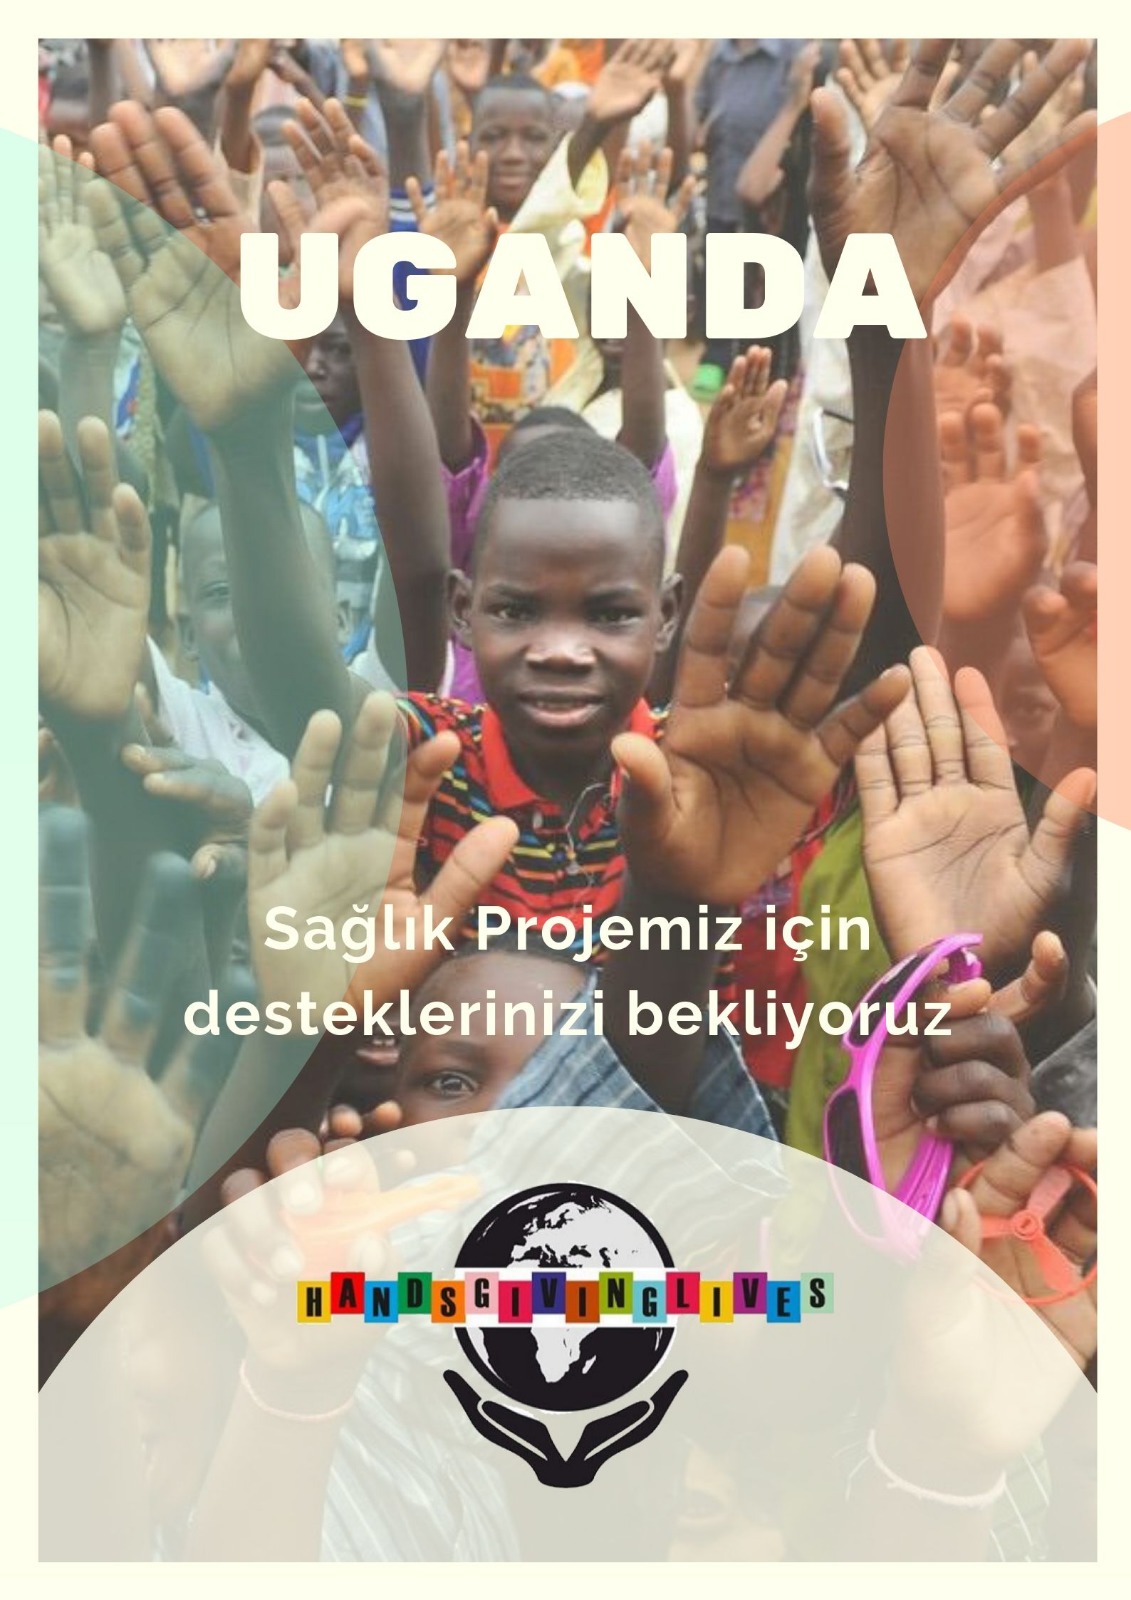 UGANDA
Sağlık Projemiz için
desteklerinizi bekliyoruz
HANDSGIVINGLIVES